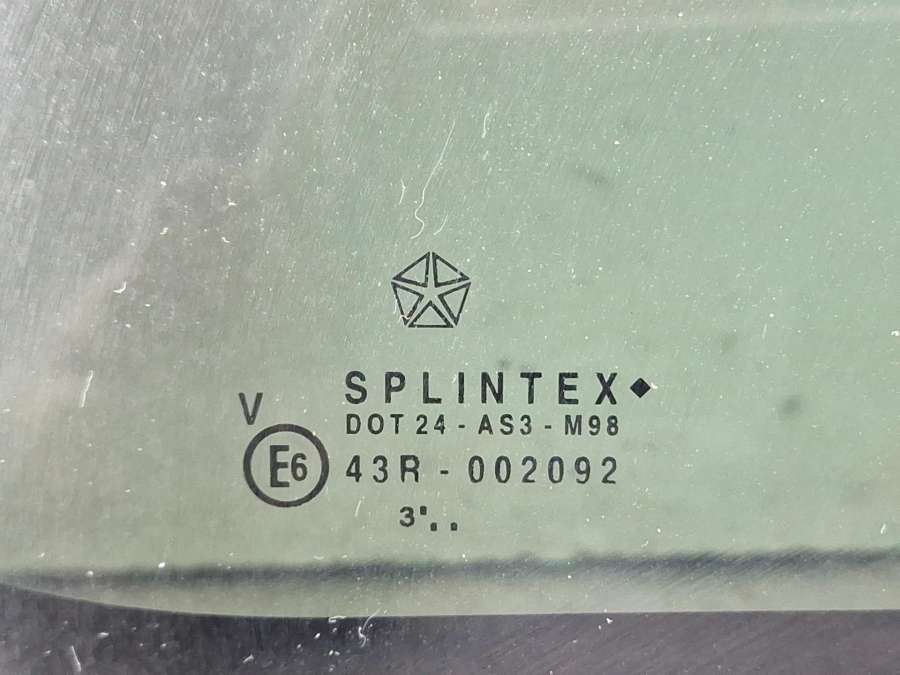 SPLINTEX◆
V
DOT 24 - AS3 - M98
E6 43R - 002092
3'..